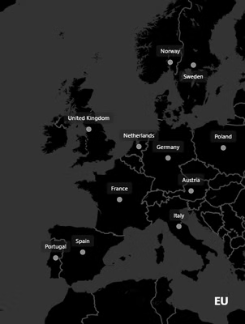 Norway
Sweden
United Kingdom
Netherlands
Poland
Germany
Austria
France
Italy
Spain
Portugal
EU